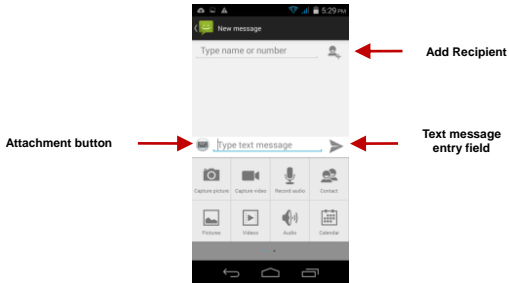 5:29 PM
New message
Type name or number
Add Recipient
Attachment button
Type text message
Text message
entry field
Capture picture Capture video Record audio Contact
Pictures Videos Audio Calendar